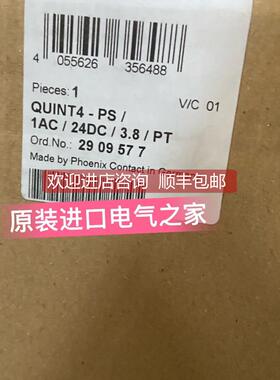 4 055626 356488
Pieces: 1
V/C 01
QUINT4 - PS /
1AC / 24DC / 3.8 / PT
Ord.No.: 29 09 57 7
Made by Phoenix Contact in Germany
欢迎进店咨询 顺丰包邮
原装进口电气之家